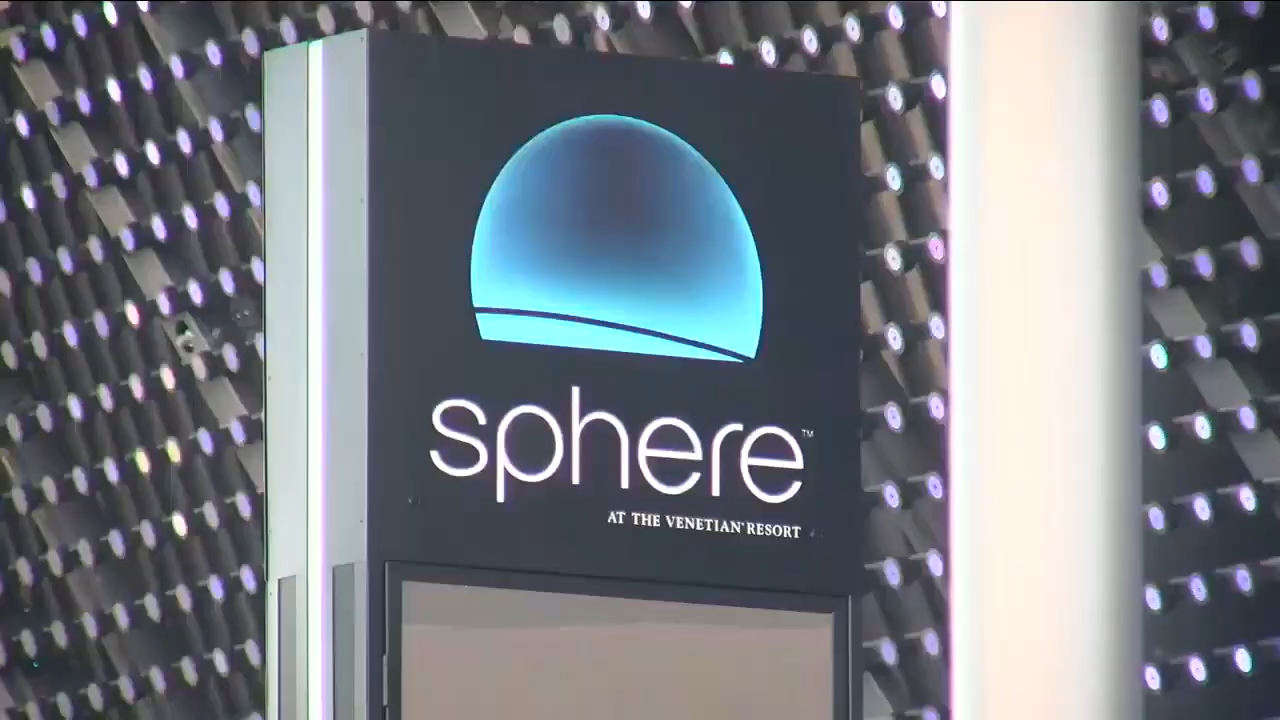 sphere™
AT THE VENETIAN® RESORT